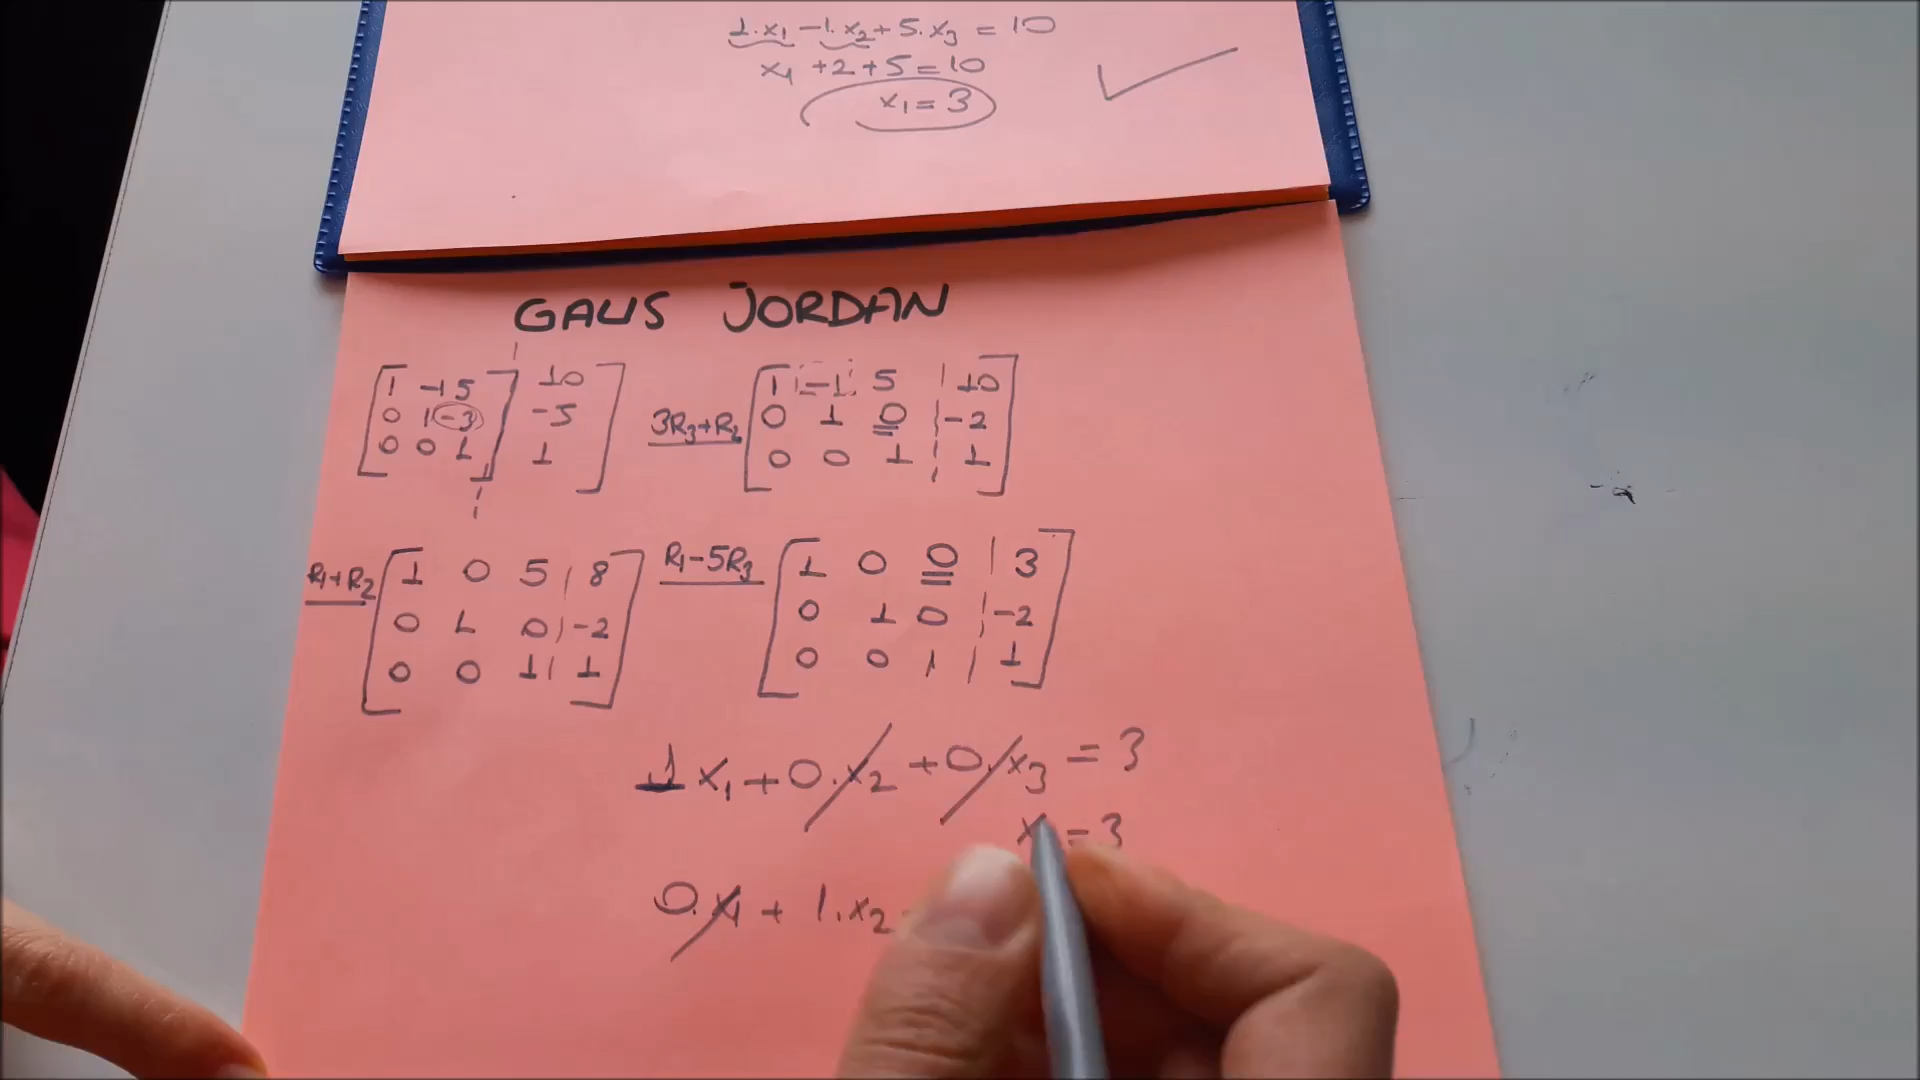 1.x₁ -1.x₂ + 5.x₃ = 10
x₁ +2 +5 = 10
x₁ = 3
GAUS JORDAN
1 -1 5 | 10
0 1 -3 | -5
0 0 1 | 1
3R₃+R₂
1 -1 5 | 10
0 1 0 | -2
0 0 1 | 1
R₁+R₂
1 0 5 | 8
0 1 0 | -2
0 0 1 | 1
R₁-5R₃
1 0 0 | 3
0 1 0 | -2
0 0 1 | 1
1x₁ + 0.x₂ + 0.x₃ = 3
x = 3
0.x₁ + 1.x₂